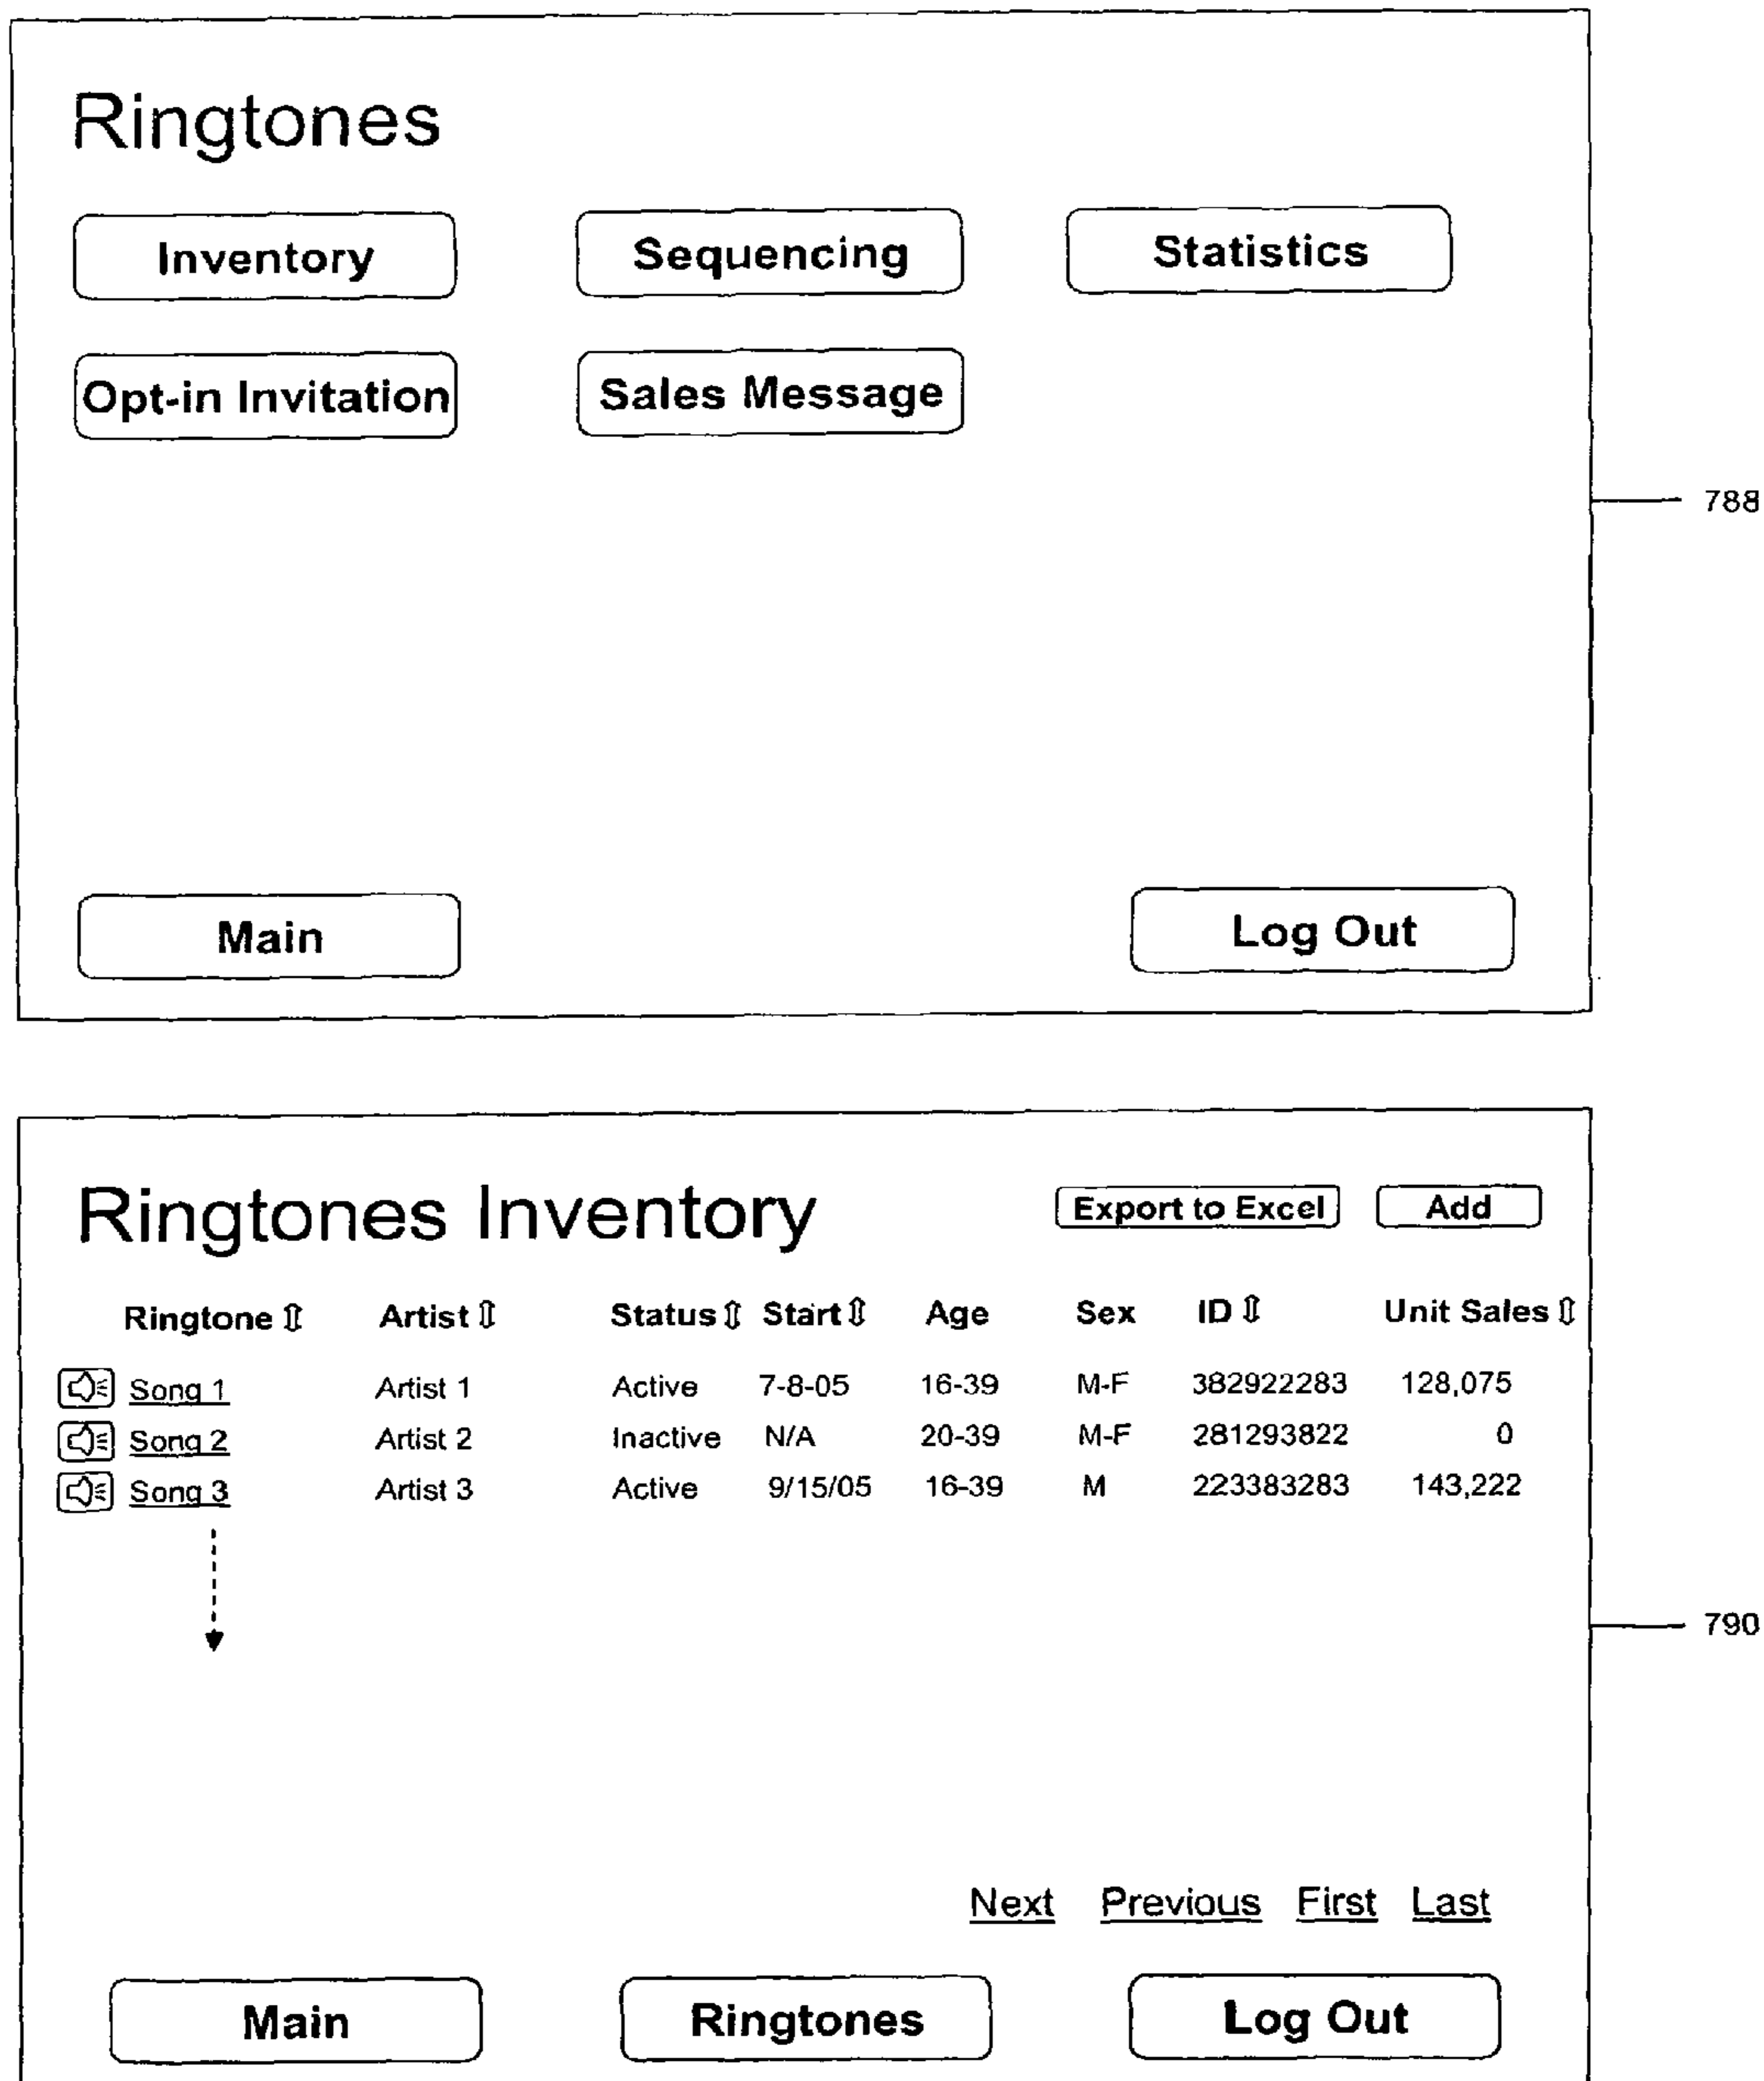 Ringtones
Inventory Sequencing Statistics
Opt-in Invitation Sales Message
788
Main Log Out
Ringtones Inventory Export to Excel Add
Ringtone ⇕ Artist ⇕ Status ⇕ Start ⇕ Age Sex ID ⇕ Unit Sales ⇕
Song 1 Artist 1 Active 7-8-05 16-39 M-F 382922283 128,075
Song 2 Artist 2 Inactive N/A 20-39 M-F 281293822 0
Song 3 Artist 3 Active 9/15/05 16-39 M 223383283 143,222
790
Next Previous First Last
Main Ringtones Log Out